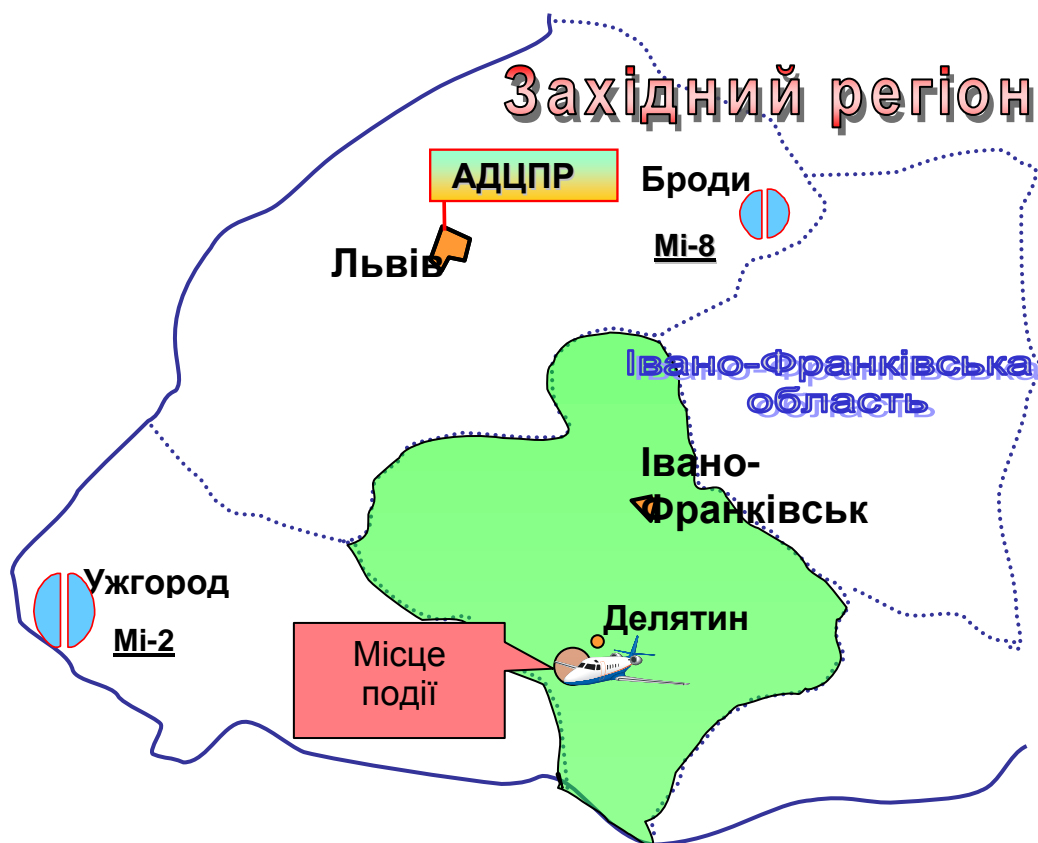 Західний регіон
АДЦПР
Броди
Мі-8
Львів
Івано-Франківська
область
Івано-
Франківськ
Ужгород
Мі-2
Делятин
Місце
події